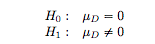 H₀ : μ_D = 0
H₁ : μ_D ≠ 0